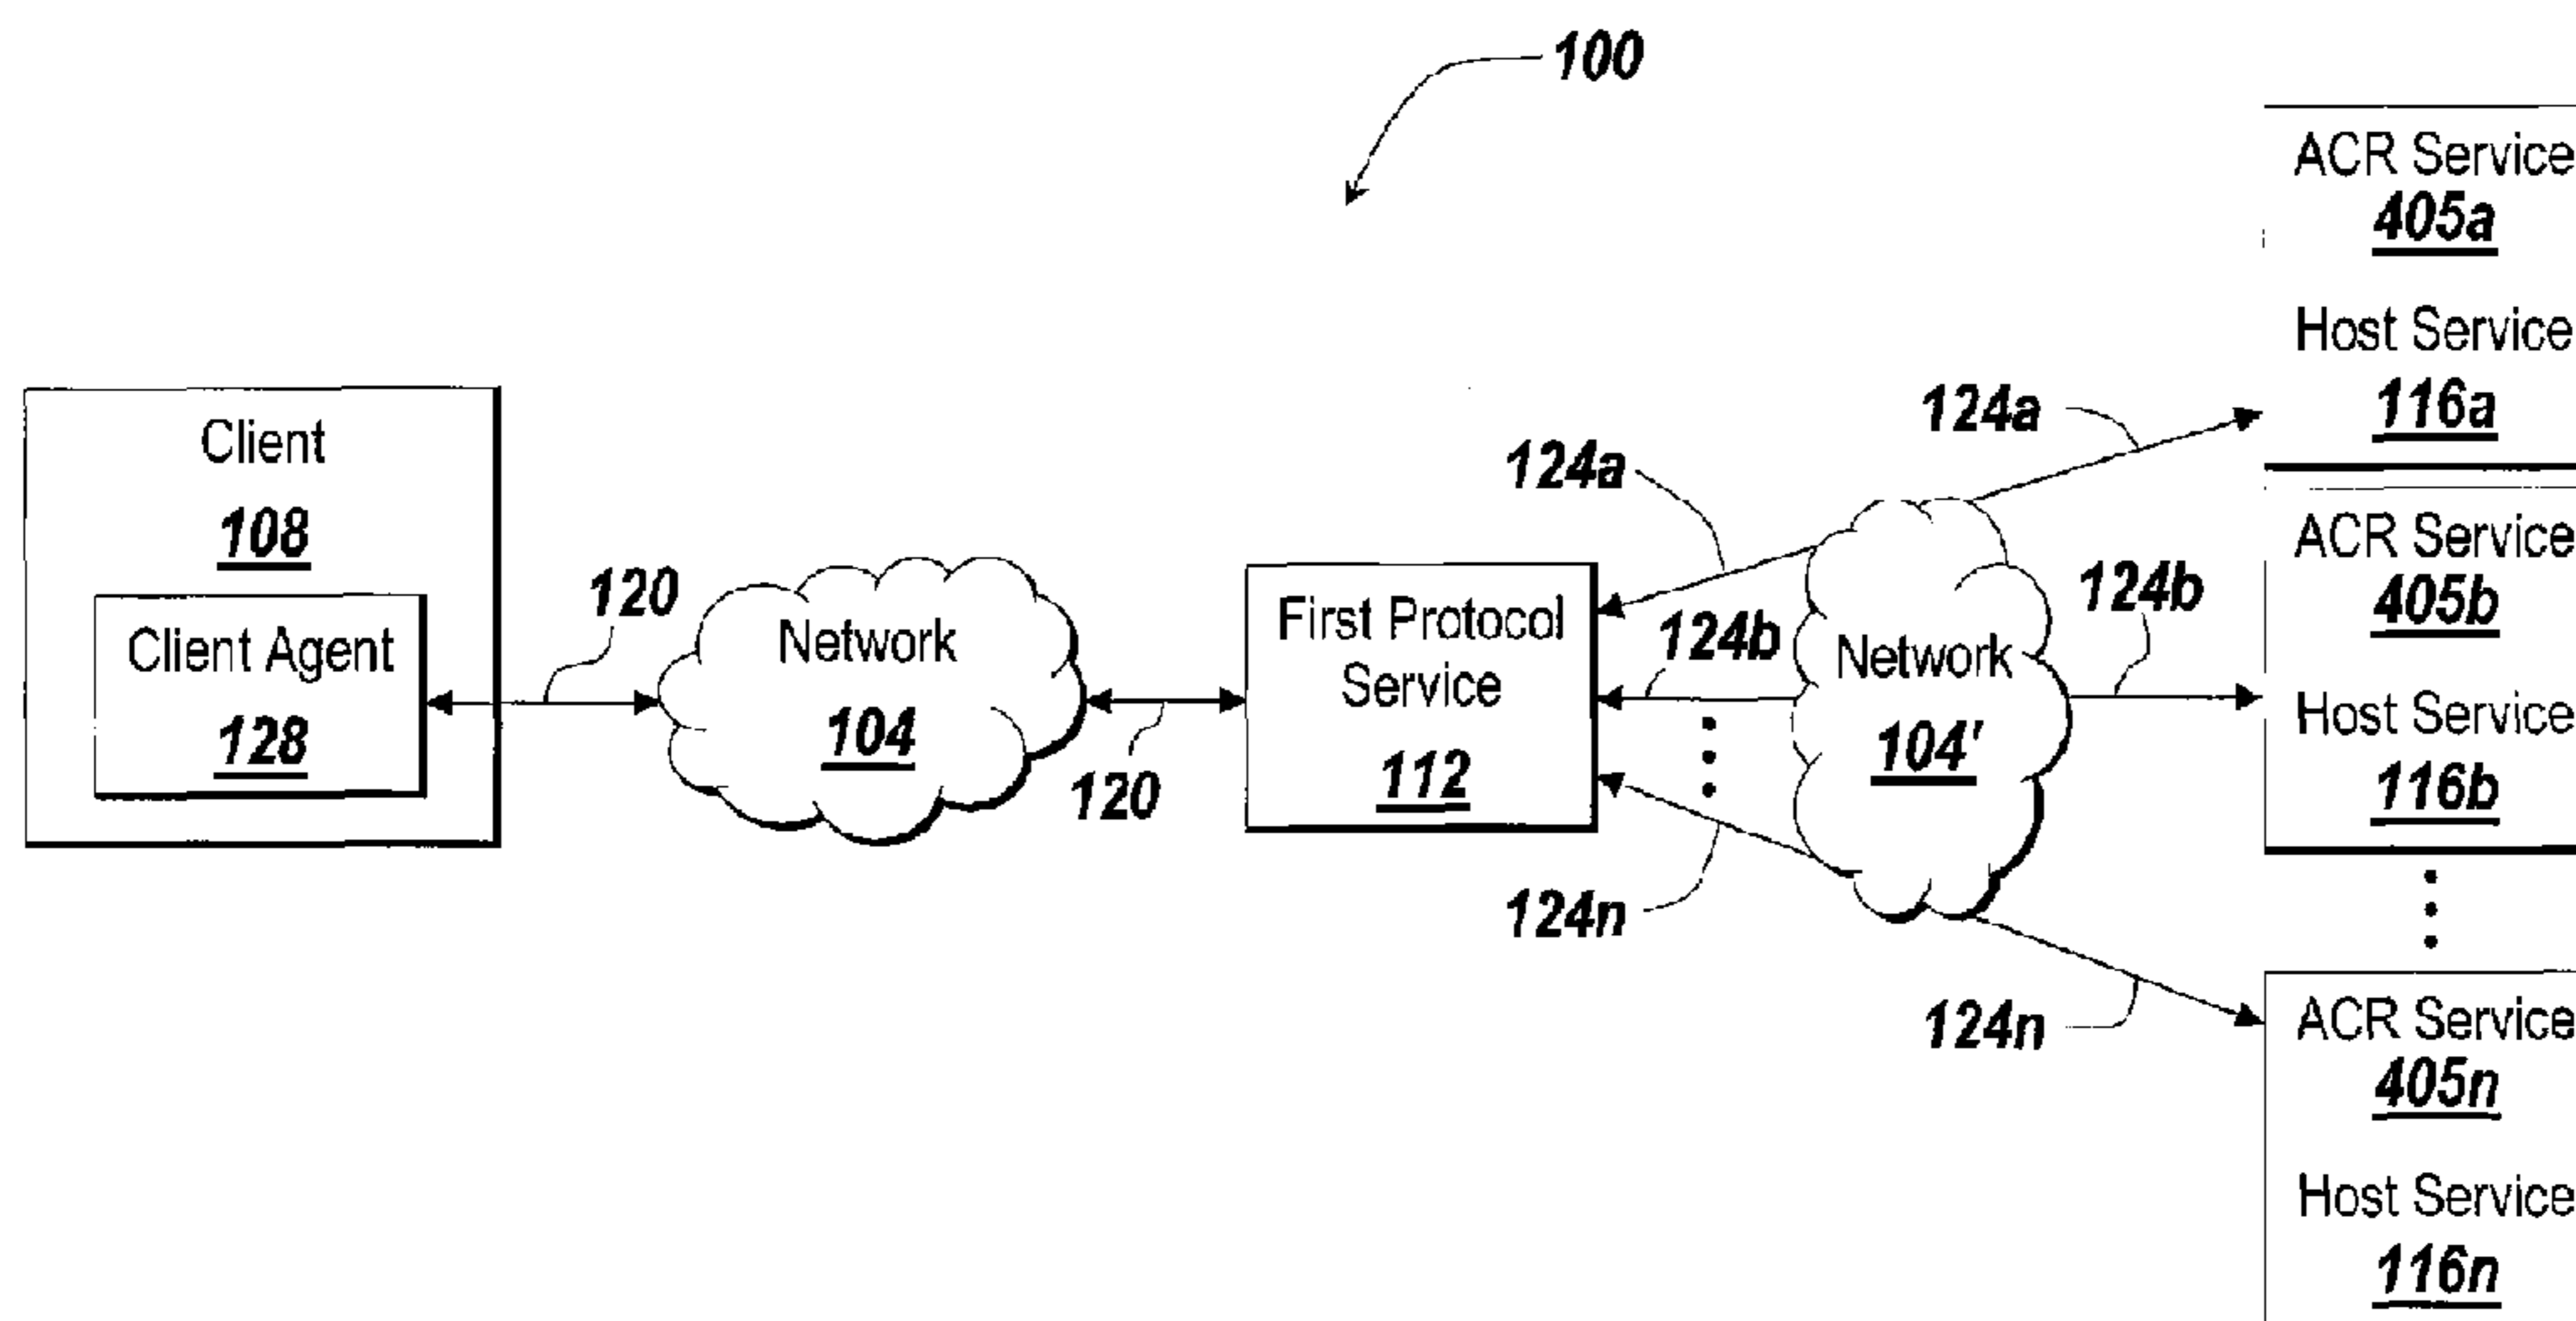 100
Client
108
Client Agent
128
120
Network
104
120
First Protocol
Service
112
124a
124b
124n
Network
104'
124a
124b
124n
ACR Service
405a
Host Service
116a
ACR Service
405b
Host Service
116b
ACR Service
405n
Host Service
116n